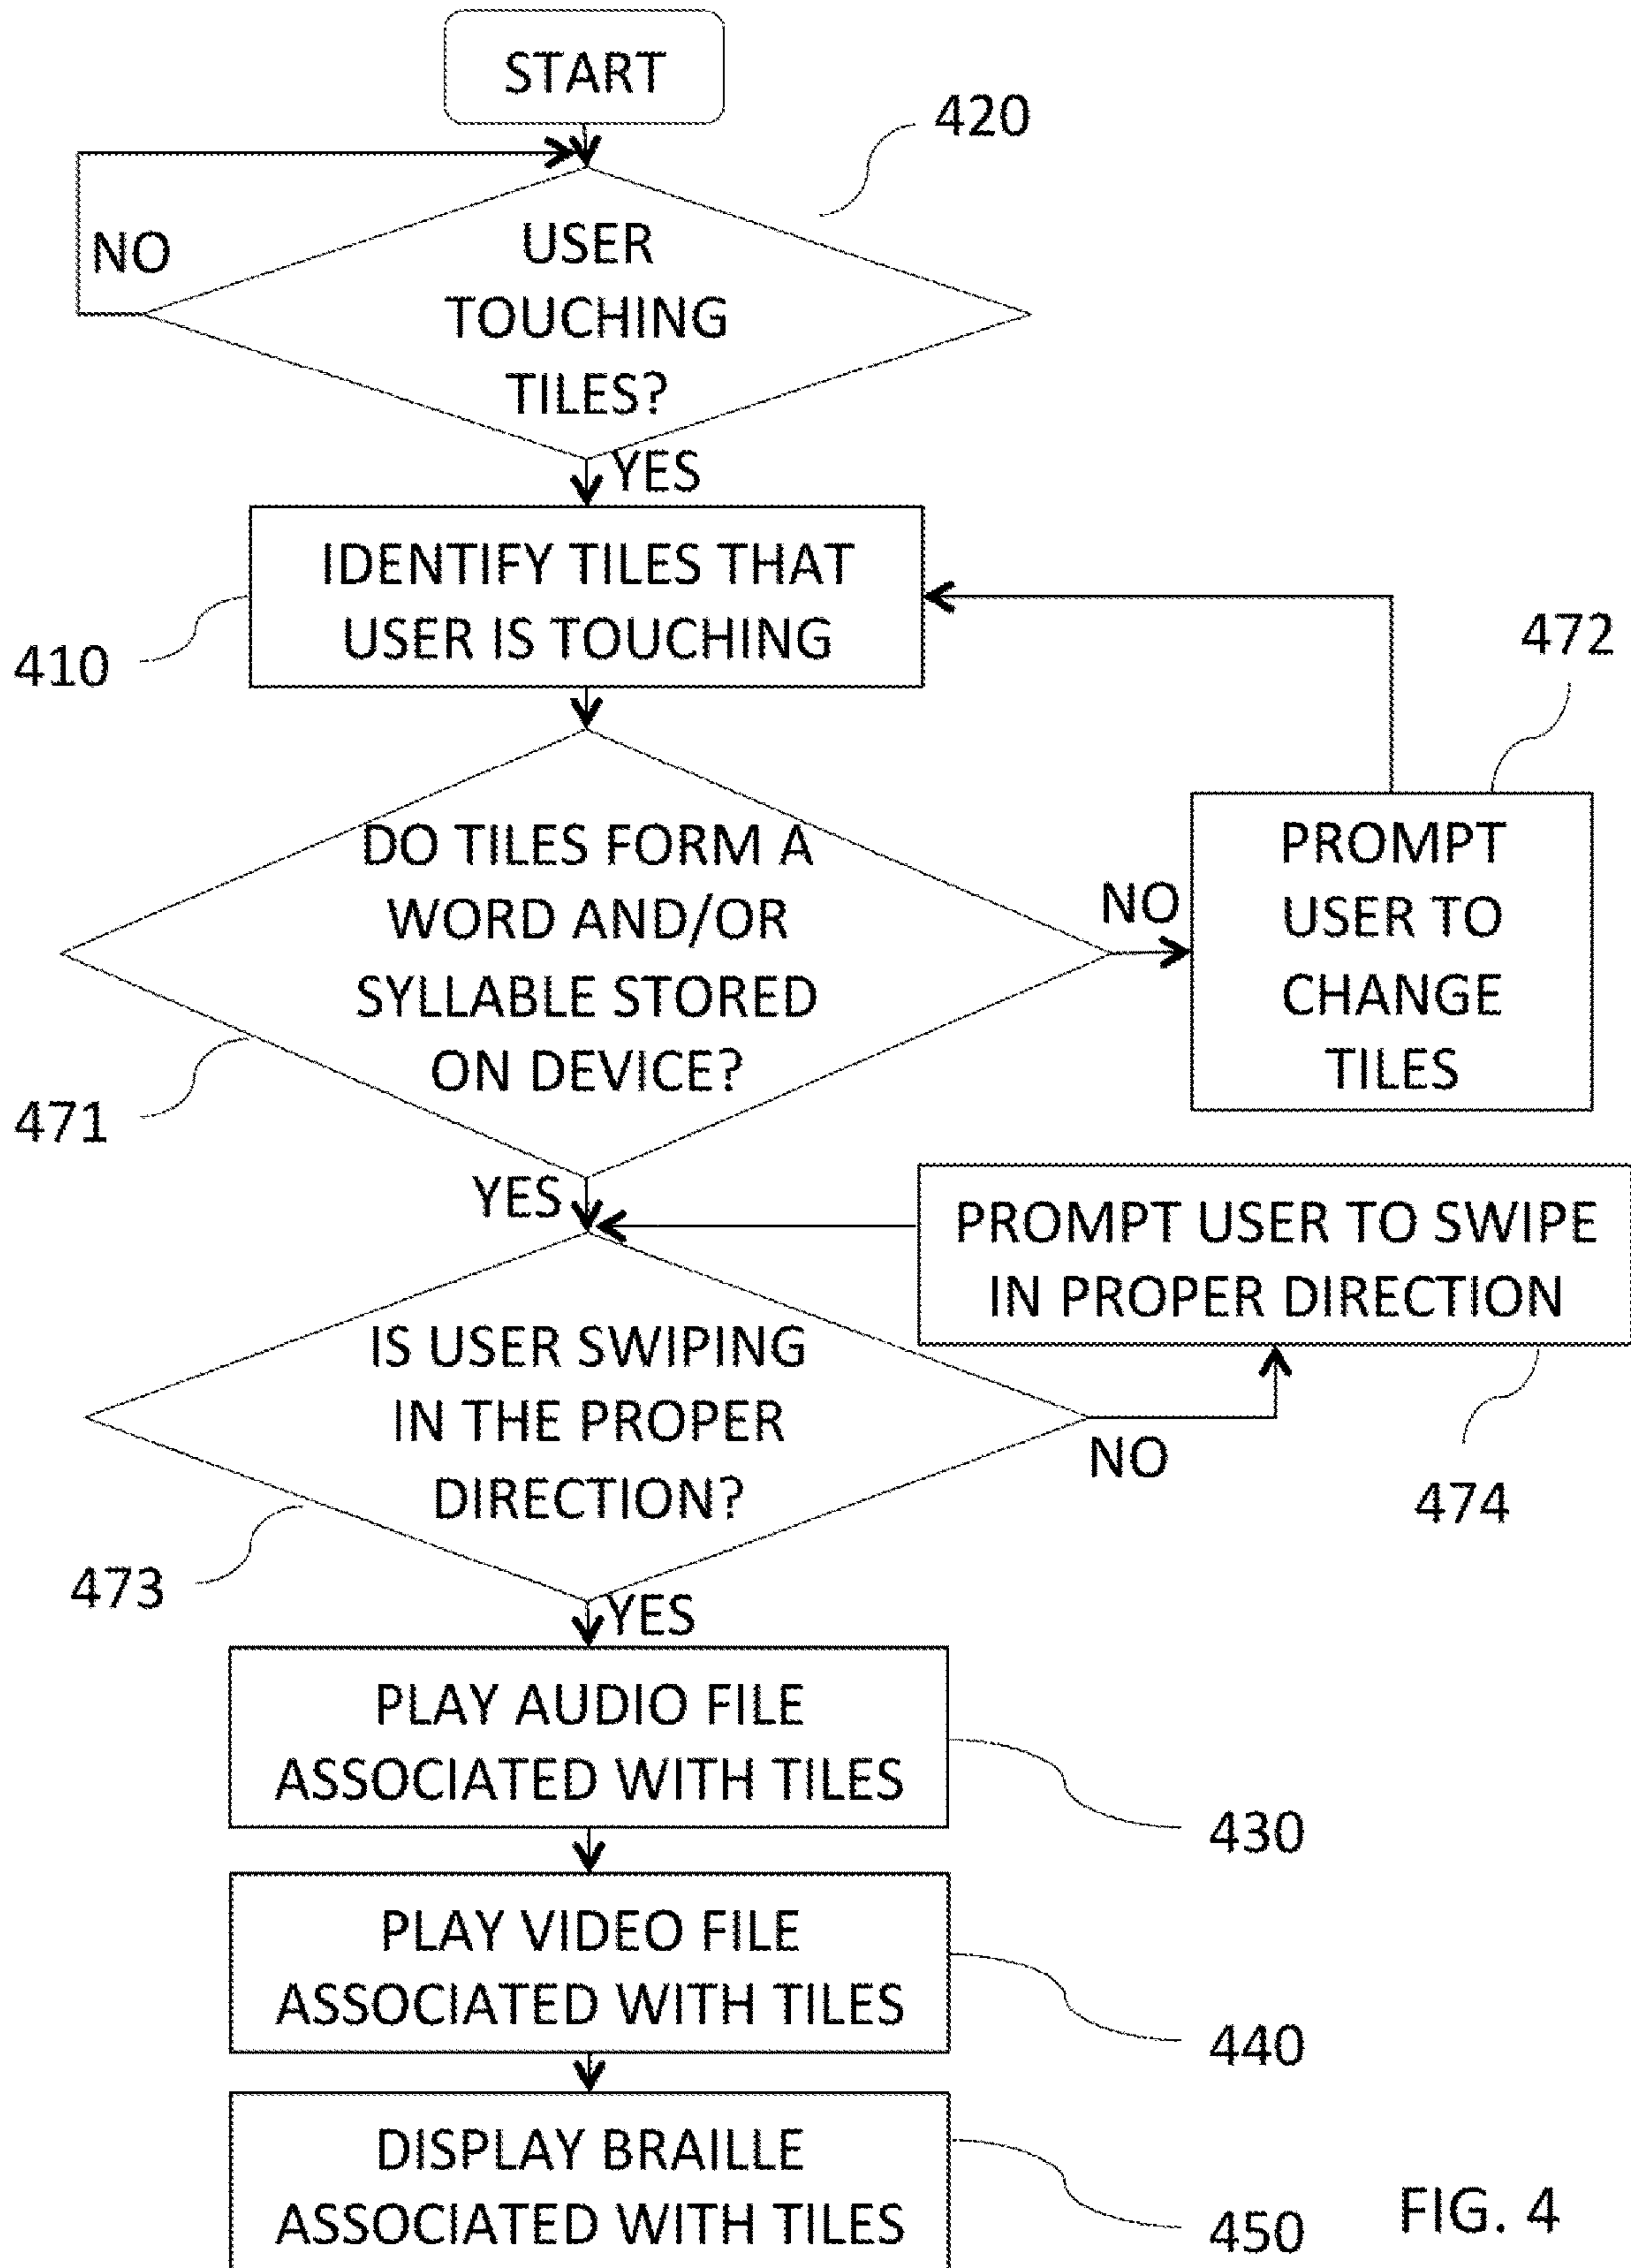 START
420
NO
USER
TOUCHING
TILES?
YES
IDENTIFY TILES THAT
USER IS TOUCHING
410
472
DO TILES FORM A
WORD AND/OR
SYLLABLE STORED
ON DEVICE?
471
NO
PROMPT
USER TO
CHANGE
TILES
YES
PROMPT USER TO SWIPE
IN PROPER DIRECTION
IS USER SWIPING
IN THE PROPER
DIRECTION?
NO
474
473
YES
PLAY AUDIO FILE
ASSOCIATED WITH TILES
430
PLAY VIDEO FILE
ASSOCIATED WITH TILES
440
DISPLAY BRAILLE
ASSOCIATED WITH TILES
450
FIG. 4